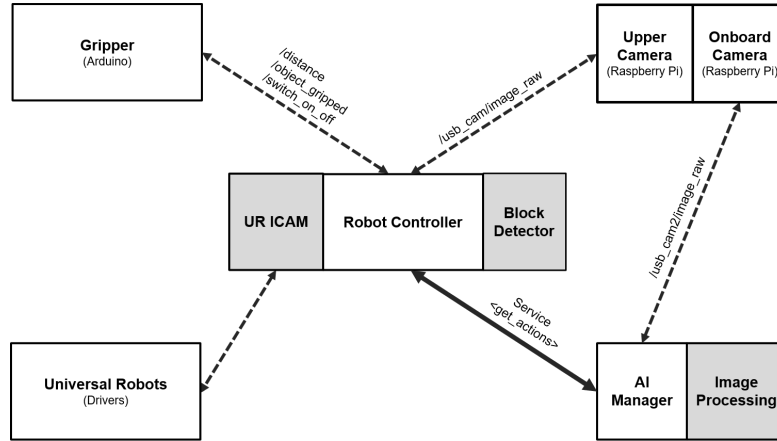 Gripper
(Arduino)
/distance
/object_gripped
/switch_on_off
/usb_cam/image_raw
Upper
Camera
(Raspberry Pi)
Onboard
Camera
(Raspberry Pi)
UR ICAM
Robot Controller
Block
Detector
/usb_cam2/image_raw
Service
<get_actions>
Universal Robots
(Drivers)
AI
Manager
Image
Processing